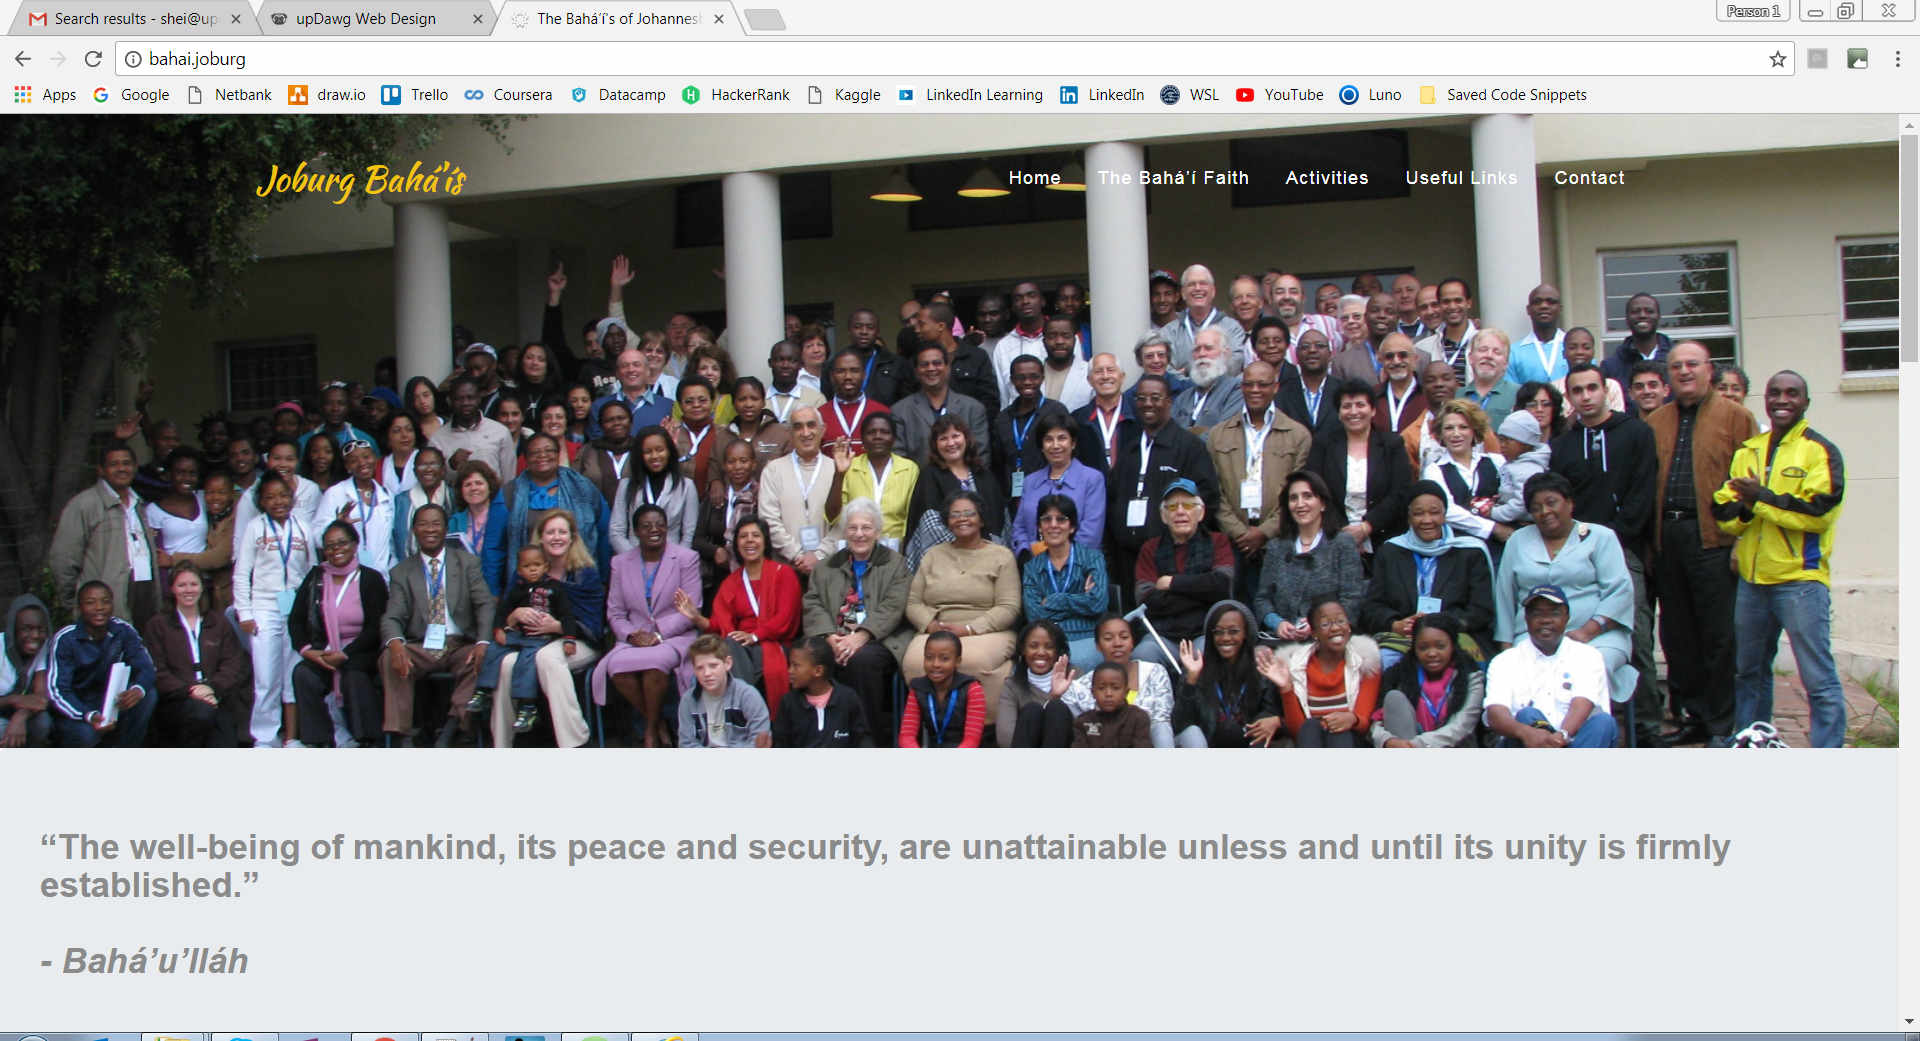 Search results - shei@up
upDawg Web Design
The Bahá'í's of Johannes
Person 1
bahai.joburg
Apps
Google
Netbank
draw.io
Trello
Coursera
Datacamp
HackerRank
Kaggle
LinkedIn Learning
LinkedIn
WSL
YouTube
Luno
Saved Code Snippets
Joburg Bahá'ís
Home
The Bahá'í Faith
Activities
Useful Links
Contact
“The well-being of mankind, its peace and security, are unattainable unless and until its unity is firmly
established.”
- Bahá’u’lláh